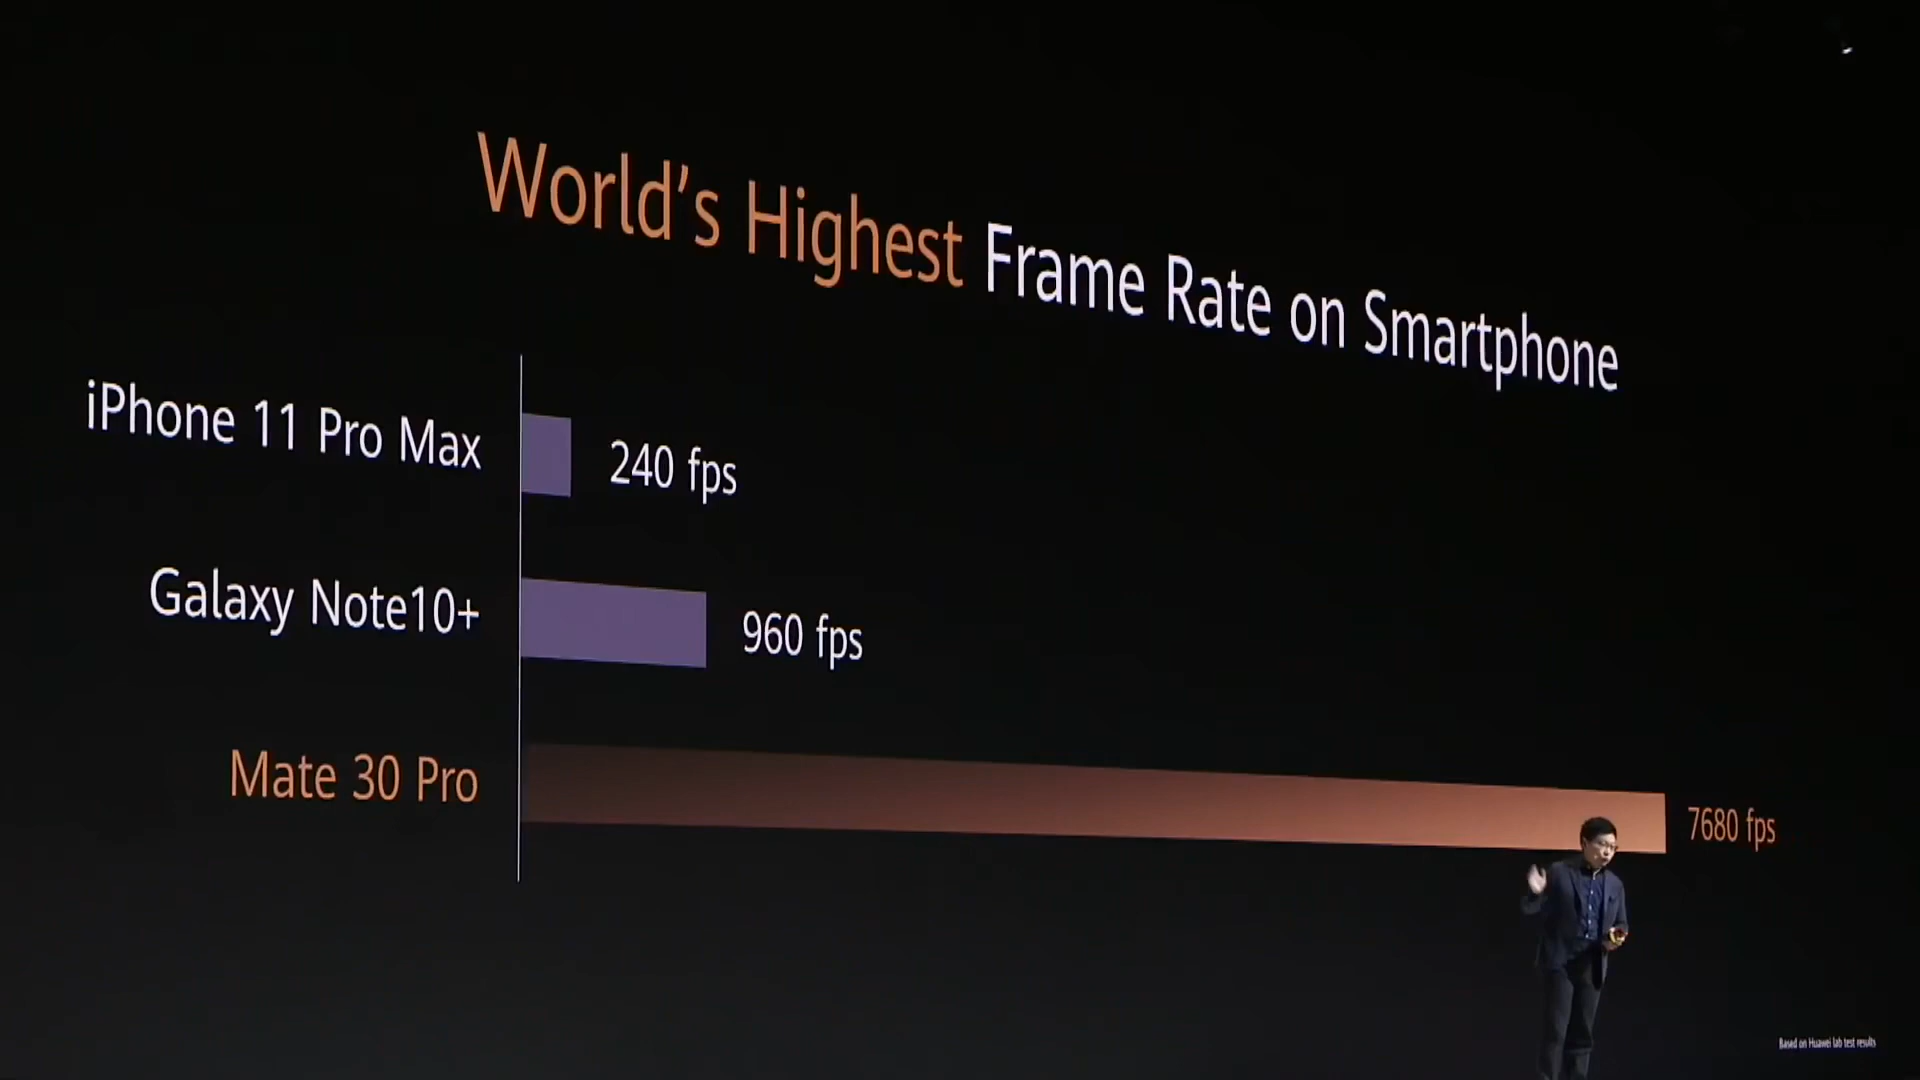 World's Highest Frame Rate on Smartphone
iPhone 11 Pro Max
240 fps
Galaxy Note10+
960 fps
Mate 30 Pro
7680 fps
Based on Huawei lab test results